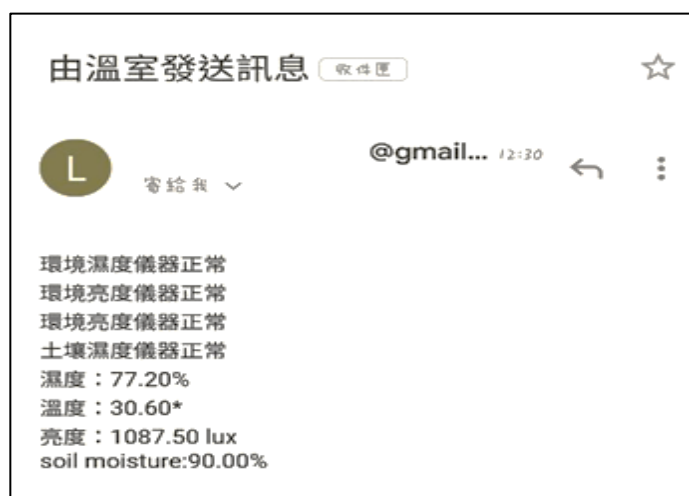 由溫室發送訊息 收件匣
L
@gmail... 12:30
寄給我
環境濕度儀器正常
環境亮度儀器正常
環境亮度儀器正常
土壤濕度儀器正常
濕度：77.20%
溫度：30.60*
亮度：1087.50 lux
soil moisture:90.00%